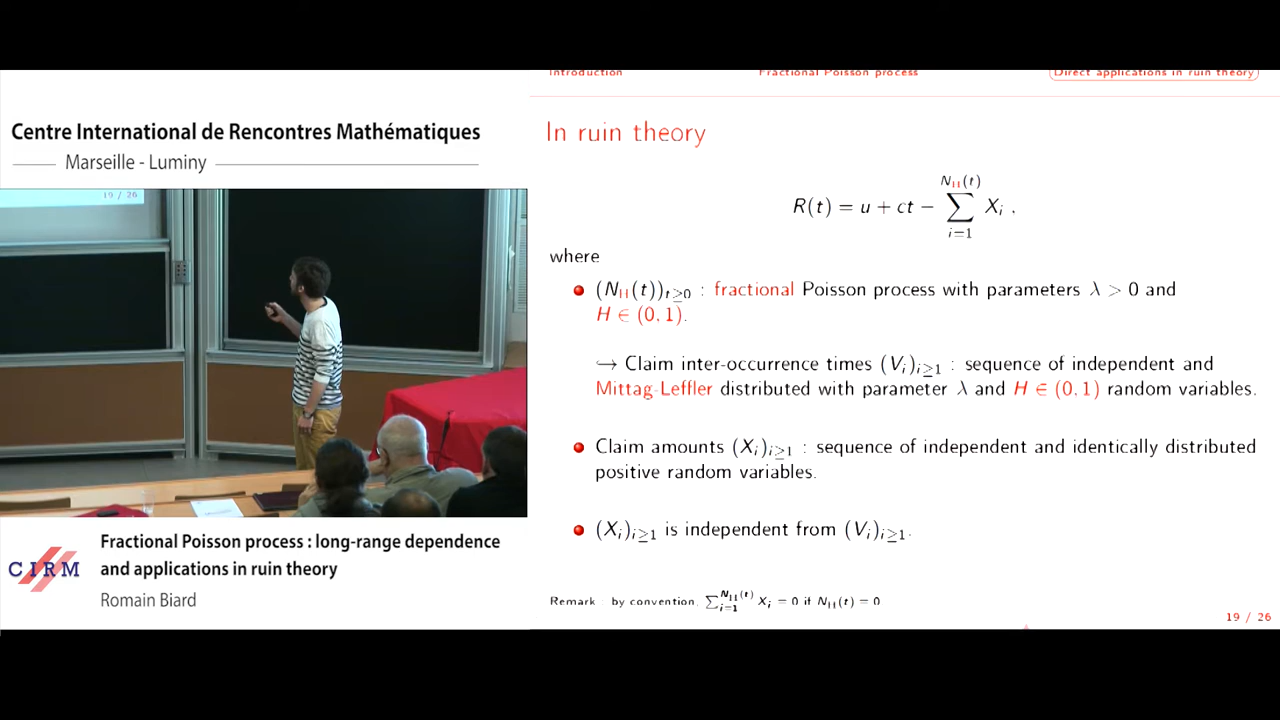 Centre International de Rencontres Mathématiques
Marseille - Luminy
19 / 26
Fractional Poisson process : long-range dependence
and applications in ruin theory
Romain Biard
CIRM
Introduction Fractional Poisson process Direct applications in ruin theory
In ruin theory
R(t) = u + ct − ∑_{i=1}^{N_H(t)} X_i ,
where
(N_H(t))_{t≥0} : fractional Poisson process with parameters λ > 0 and
H ∈ (0, 1).
↪ Claim inter-occurrence times (V_i)_{i≥1} : sequence of independent and
Mittag-Leffler distributed with parameter λ and H ∈ (0, 1) random variables.
Claim amounts (X_i)_{i≥1} : sequence of independent and identically distributed
positive random variables.
(X_i)_{i≥1} is independent from (V_i)_{i≥1}.
Remark : by convention, ∑_{i=1}^{N_H(t)} X_i = 0 if N_H(t) = 0
19 / 26